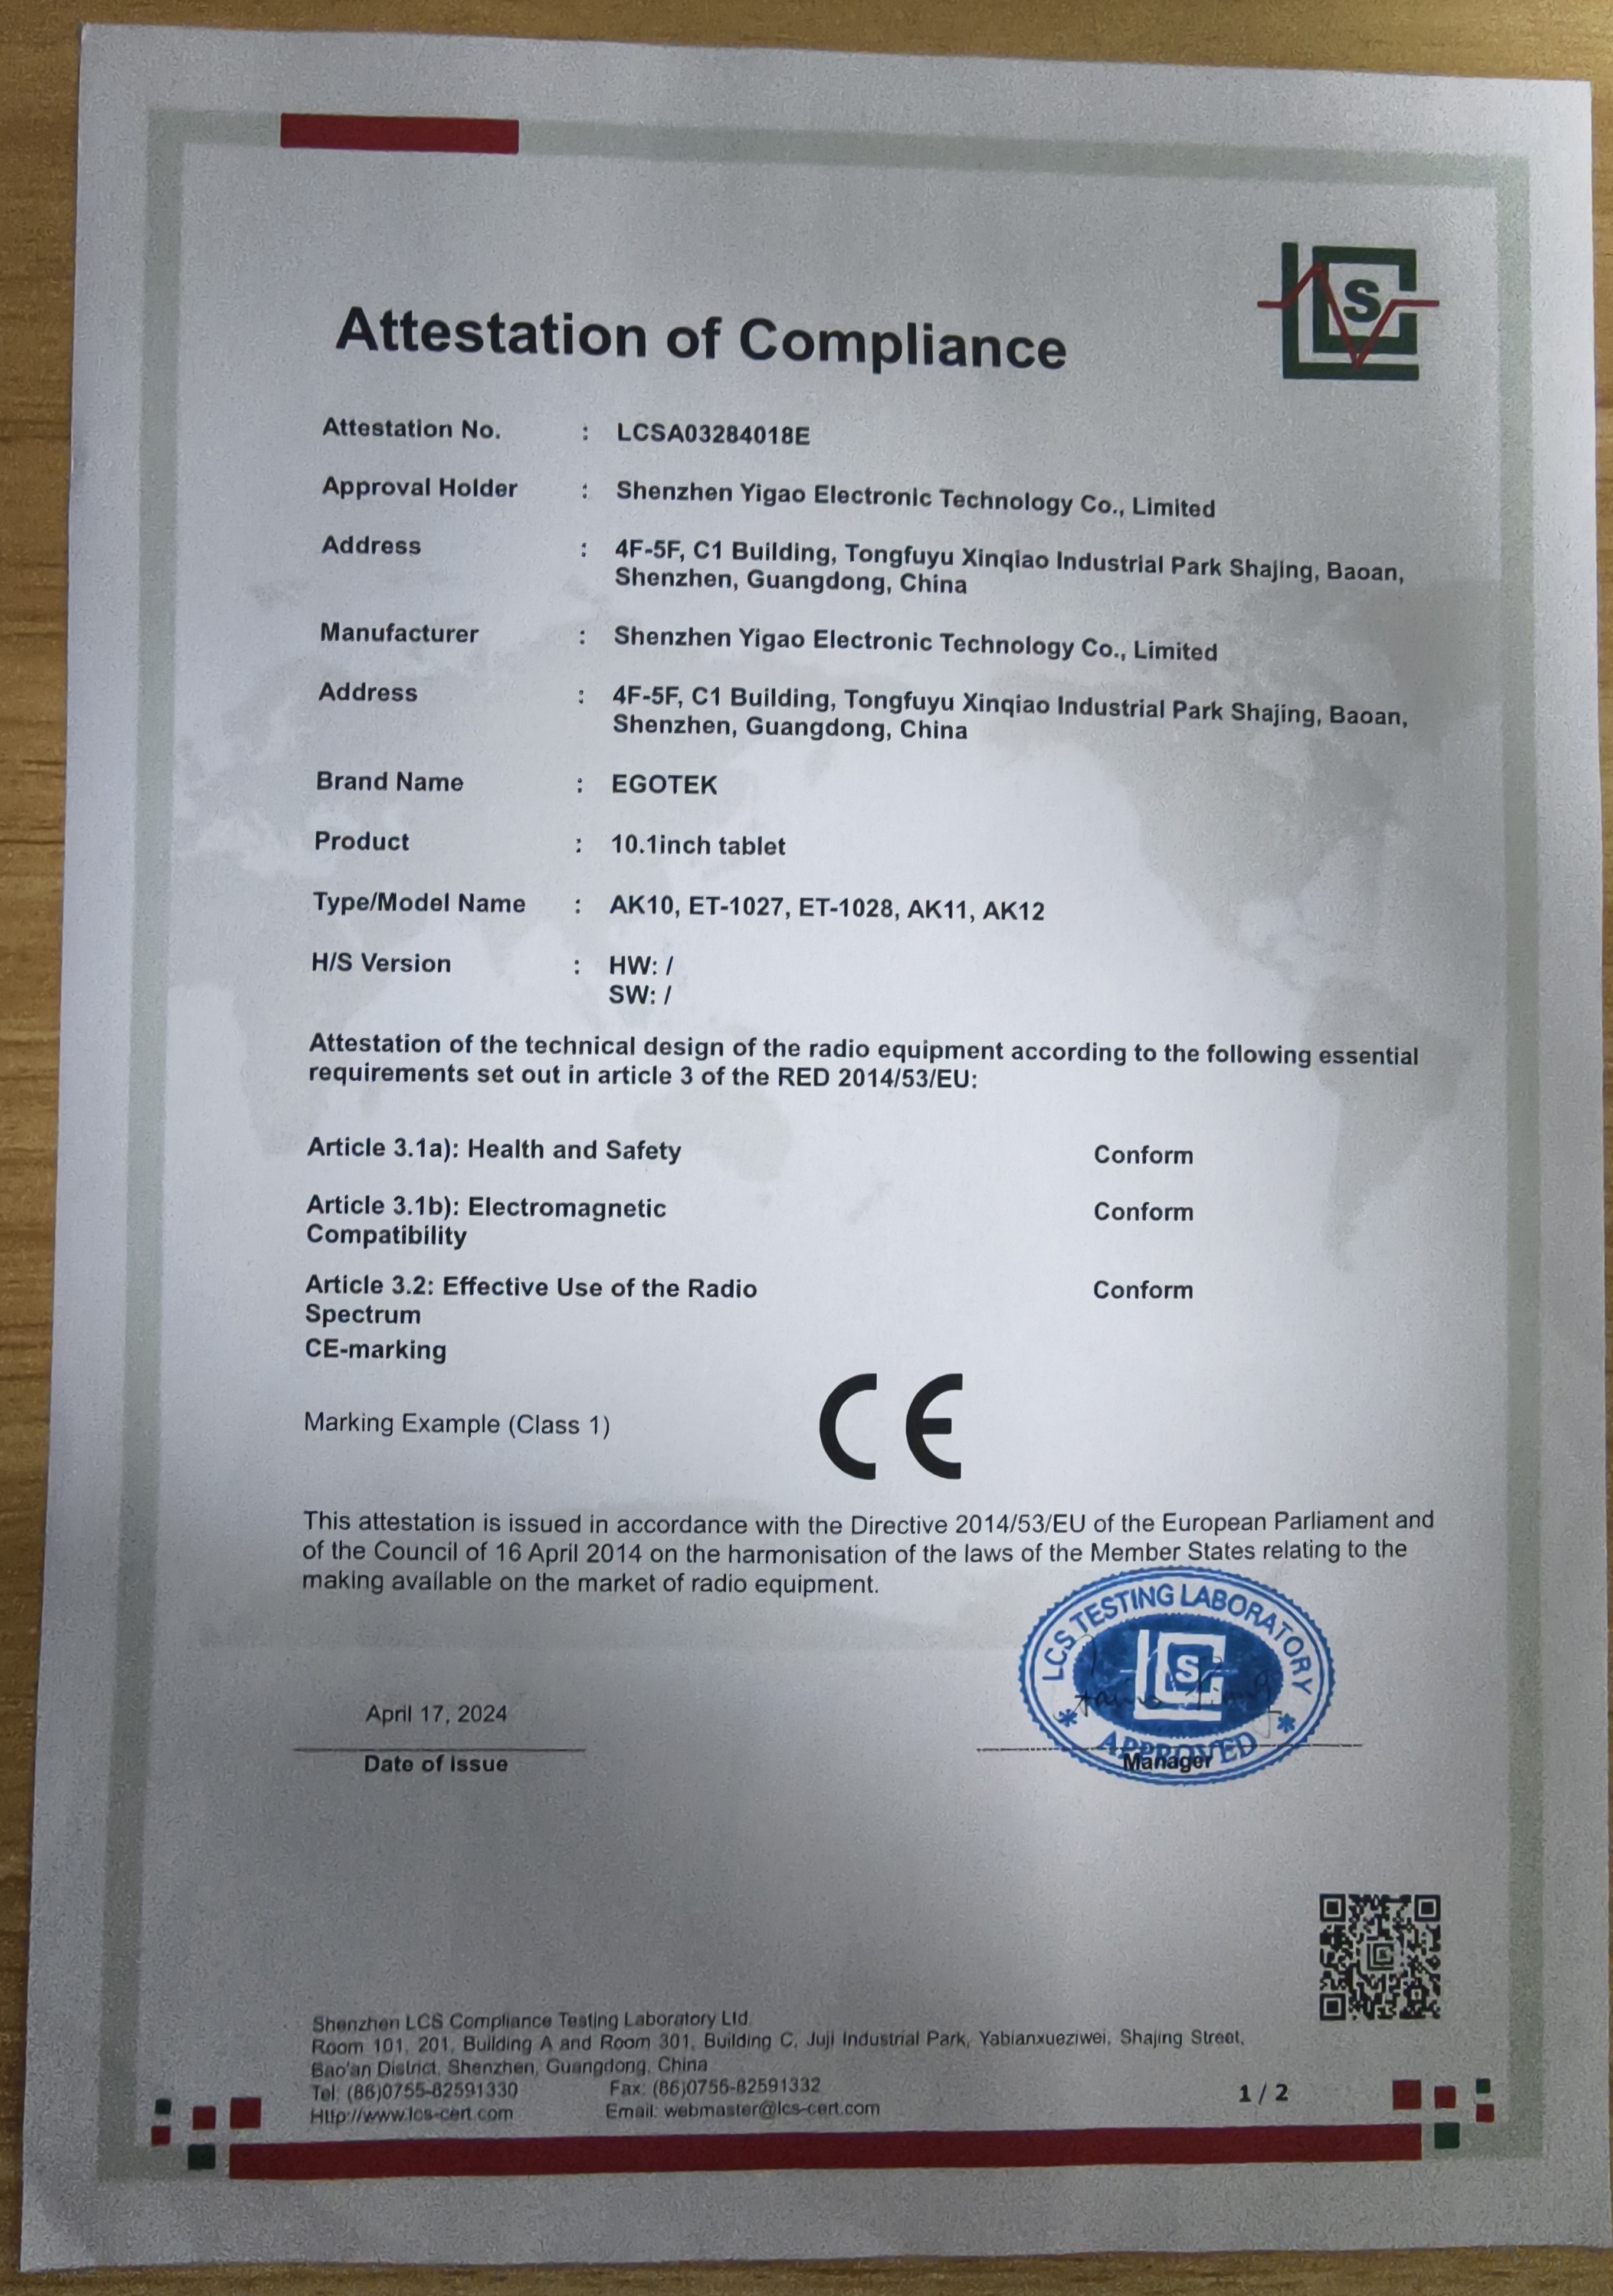 LCS
Attestation of Compliance
Attestation No. : LCSA03284018E
Approval Holder : Shenzhen Yigao Electronic Technology Co., Limited
Address : 4F-5F, C1 Building, Tongfuyu Xinqiao Industrial Park Shajing, Baoan,
Shenzhen, Guangdong, China
Manufacturer : Shenzhen Yigao Electronic Technology Co., Limited
Address : 4F-5F, C1 Building, Tongfuyu Xinqiao Industrial Park Shajing, Baoan,
Shenzhen, Guangdong, China
Brand Name : EGOTEK
Product : 10.1inch tablet
Type/Model Name : AK10, ET-1027, ET-1028, AK11, AK12
H/S Version : HW: /
SW: /
Attestation of the technical design of the radio equipment according to the following essential
requirements set out in article 3 of the RED 2014/53/EU:
Article 3.1a): Health and Safety Conform
Article 3.1b): Electromagnetic Conform
Compatibility
Article 3.2: Effective Use of the Radio Conform
Spectrum
CE-marking
Marking Example (Class 1) CE
This attestation is issued in accordance with the Directive 2014/53/EU of the European Parliament and
of the Council of 16 April 2014 on the harmonisation of the laws of the Member States relating to the
making available on the market of radio equipment.
LCS TESTING LABORATORY
LCS
APPROVED
April 17, 2024
Date of Issue Manager
Shenzhen LCS Compliance Testing Laboratory Ltd.
Room 101, 201, Building A and Room 301, Building C, Juji Industrial Park, Yabianxueziwei, Shajing Street,
Bao'an District, Shenzhen, Guangdong, China
Tel: (86)0755-82591330 Fax: (86)0755-82591332
Http://www.lcs-cert.com Email: webmaster@lcs-cert.com
1 / 2